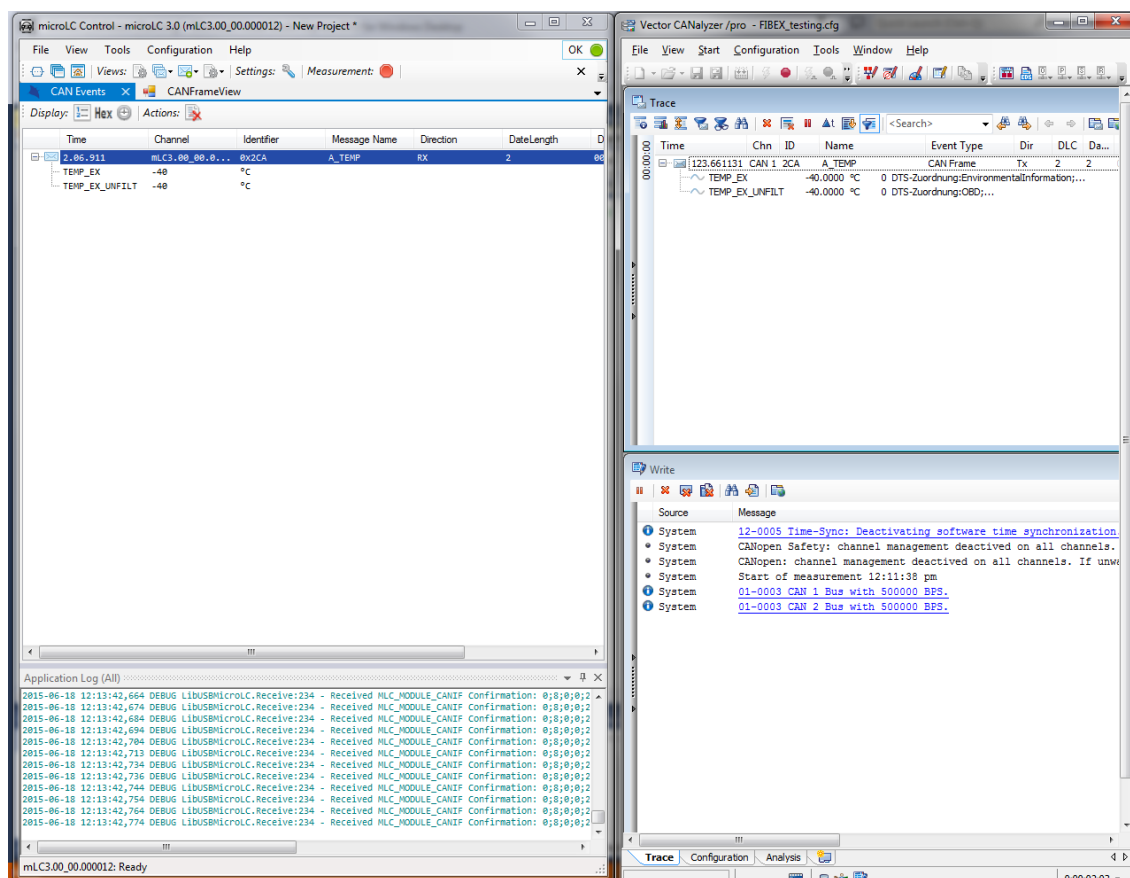 microLC Control - microLC 3.0 (mLC3.00_00.000012) - New Project *
File View Tools Configuration Help OK
Views: Settings: Measurement:
CAN Events CANFrameView
Display: Hex Actions:
Time Channel Identifier Message Name Direction DateLength D
2.06.911 mLC3.00_00.0... 0x2CA A_TEMP RX 2 00
TEMP_EX -40 °C
TEMP_EX_UNFILT -40 °C
Application Log (All)
2015-06-18 12:13:42,664 DEBUG LibUSBMicroLC.Receive:234 - Received MLC_MODULE_CANIF Confirmation: 0;8;0;0;2
2015-06-18 12:13:42,674 DEBUG LibUSBMicroLC.Receive:234 - Received MLC_MODULE_CANIF Confirmation: 0;8;0;0;2
2015-06-18 12:13:42,684 DEBUG LibUSBMicroLC.Receive:234 - Received MLC_MODULE_CANIF Confirmation: 0;8;0;0;2
2015-06-18 12:13:42,694 DEBUG LibUSBMicroLC.Receive:234 - Received MLC_MODULE_CANIF Confirmation: 0;8;0;0;2
2015-06-18 12:13:42,704 DEBUG LibUSBMicroLC.Receive:234 - Received MLC_MODULE_CANIF Confirmation: 0;8;0;0;2
2015-06-18 12:13:42,713 DEBUG LibUSBMicroLC.Receive:234 - Received MLC_MODULE_CANIF Confirmation: 0;8;0;0;2
2015-06-18 12:13:42,734 DEBUG LibUSBMicroLC.Receive:234 - Received MLC_MODULE_CANIF Confirmation: 0;8;0;0;2
2015-06-18 12:13:42,736 DEBUG LibUSBMicroLC.Receive:234 - Received MLC_MODULE_CANIF Confirmation: 0;8;0;0;2
2015-06-18 12:13:42,744 DEBUG LibUSBMicroLC.Receive:234 - Received MLC_MODULE_CANIF Confirmation: 0;8;0;0;2
2015-06-18 12:13:42,754 DEBUG LibUSBMicroLC.Receive:234 - Received MLC_MODULE_CANIF Confirmation: 0;8;0;0;2
2015-06-18 12:13:42,764 DEBUG LibUSBMicroLC.Receive:234 - Received MLC_MODULE_CANIF Confirmation: 0;8;0;0;2
2015-06-18 12:13:42,774 DEBUG LibUSBMicroLC.Receive:234 - Received MLC_MODULE_CANIF Confirmation: 0;8;0;0;2
mLC3.00_00.000012: Ready
Vector CANalyzer /pro - FIBEX_testing.cfg
File View Start Configuration Tools Window Help
Trace
Δt <Search>
00:00:00
Time Chn ID Name Event Type Dir DLC Da...
123.661131 CAN 1 2CA A_TEMP CAN Frame Tx 2 2
TEMP_EX -40.0000 °C 0 DTS-Zuordnung:EnvironmentalInformation;...
TEMP_EX_UNFILT -40.0000 °C 0 DTS-Zuordnung:OBD;...
Write
Source Message
System 12-0005 Time-Sync: Deactivating software time synchronization.
System CANopen Safety: channel management deactived on all channels.
System CANopen: channel management deactived on all channels. If unwa
System Start of measurement 12:11:38 pm
System 01-0003 CAN 1 Bus with 500000 BPS.
System 01-0003 CAN 2 Bus with 500000 BPS.
Trace Configuration Analysis